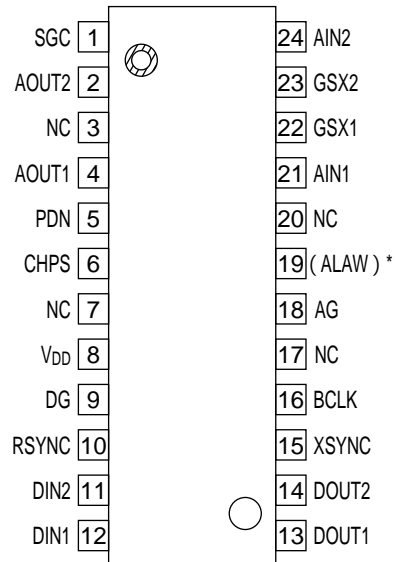 SGC 1 24 AIN2
AOUT2 2 23 GSX2
NC 3 22 GSX1
AOUT1 4 21 AIN1
PDN 5 20 NC
CHPS 6 19 ( ALAW ) *
NC 7 18 AG
VDD 8 17 NC
DG 9 16 BCLK
RSYNC 10 15 XSYNC
DIN2 11 14 DOUT2
DIN1 12 13 DOUT1